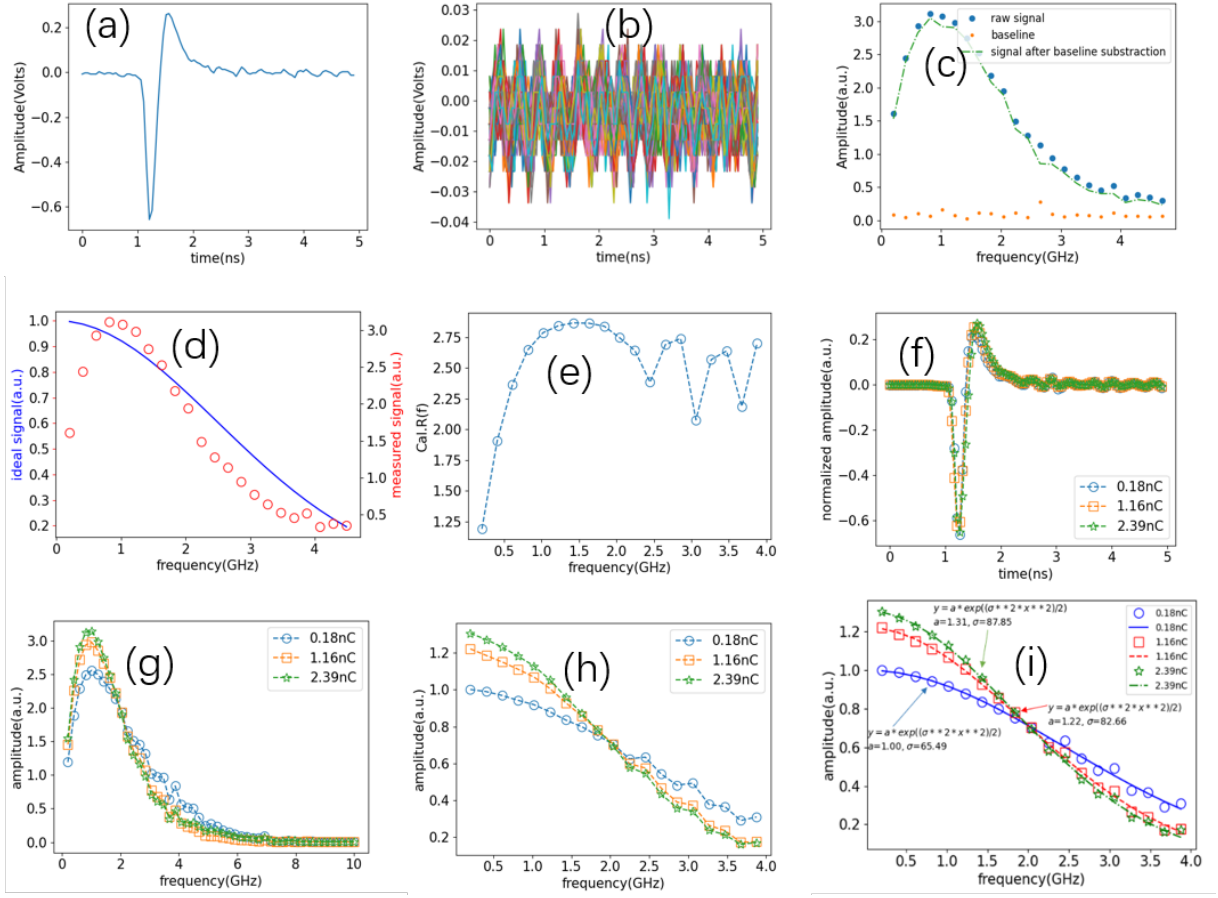 (a)
Amplitude(Volts)
0.2
0.0
−0.2
−0.4
−0.6
0 1 2 3 4 5
time(ns)
(b)
Amplitude(Volts)
0.03
0.02
0.01
0.00
−0.01
−0.02
−0.03
−0.04
0 1 2 3 4 5
time(ns)
(c)
raw signal
baseline
signal after baseline substraction
Amplitude(a.u.)
3.0
2.5
2.0
1.5
1.0
0.5
0.0
0 1 2 3 4
frequency(GHz)
(d)
ideal signal(a.u.)
1.0
0.9
0.8
0.7
0.6
0.5
0.4
0.3
0.2
measured signal(a.u.)
3.0
2.5
2.0
1.5
1.0
0.5
0 1 2 3 4
frequency(GHz)
(e)
Cal.R(f)
2.75
2.50
2.25
2.00
1.75
1.50
1.25
0.5 1.0 1.5 2.0 2.5 3.0 3.5 4.0
frequency(GHz)
(f)
normalized amplitude(a.u.)
0.2
0.0
−0.2
−0.4
−0.6
0.18nC
1.16nC
2.39nC
0 1 2 3 4 5
time(ns)
(g)
amplitude(a.u.)
3.0
2.5
2.0
1.5
1.0
0.5
0.0
0.18nC
1.16nC
2.39nC
0 2 4 6 8 10
frequency(GHz)
(h)
amplitude(a.u.)
1.2
1.0
0.8
0.6
0.4
0.2
0.18nC
1.16nC
2.39nC
0.5 1.0 1.5 2.0 2.5 3.0 3.5 4.0
frequency(GHz)
(i)
amplitude(a.u.)
1.2
1.0
0.8
0.6
0.4
0.2
y=a*exp((σ**2*x**2)/2)
a=1.31, σ=87.85
0.18nC
0.18nC
1.16nC
1.16nC
2.39nC
2.39nC
y=a*exp((σ**2*x**2)/2)
a=1.22, σ=82.66
y=a*exp((σ**2*x**2)/2)
a=1.00, σ=65.49
0.5 1.0 1.5 2.0 2.5 3.0 3.5 4.0
frequency(GHz)